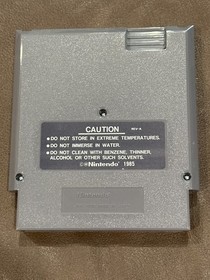 CAUTION
REV-A
●DO NOT STORE IN EXTREME TEMPERATURES.
●DO NOT IMMERSE IN WATER.
●DO NOT CLEAN WITH BENZENE, THINNER,
ALCOHOL OR OTHER SUCH SOLVENTS.
©®Nintendo® 1985